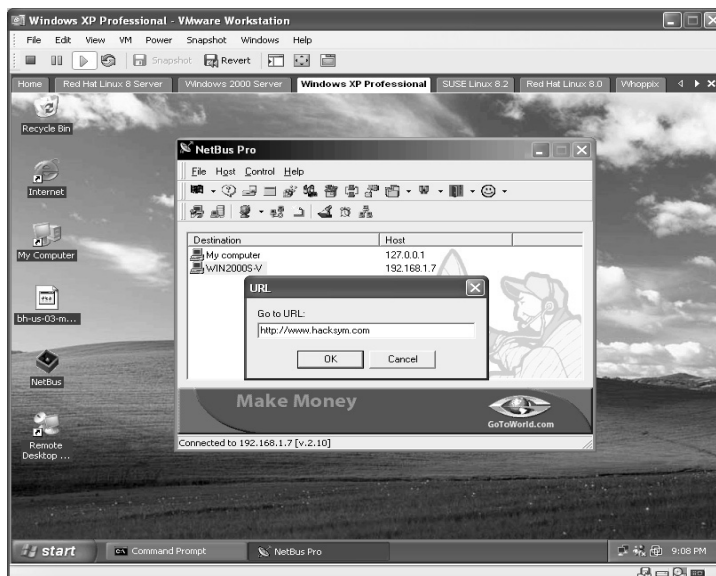 Windows XP Professional - VMware Workstation
File Edit View VM Power Snapshot Windows Help
Snapshot Revert
Home Red Hat Linux 8 Server Windows 2000 Server Windows XP Professional SUSE Linux 8.2 Red Hat Linux 8.0 Whoppix
Recycle Bin
Internet
My Computer
bh-us-03-m...
NetBus
Remote
Desktop ...
NetBus Pro
File Host Control Help
Destination Host
My computer 127.0.0.1
WIN2000S-V 192.168.1.7
URL
Go to URL:
http://www.hacksym.com
OK Cancel
Make Money
GoToWorld.com
Connected to 192.168.1.7 [v.2.10]
start Command Prompt NetBus Pro 9:08 PM